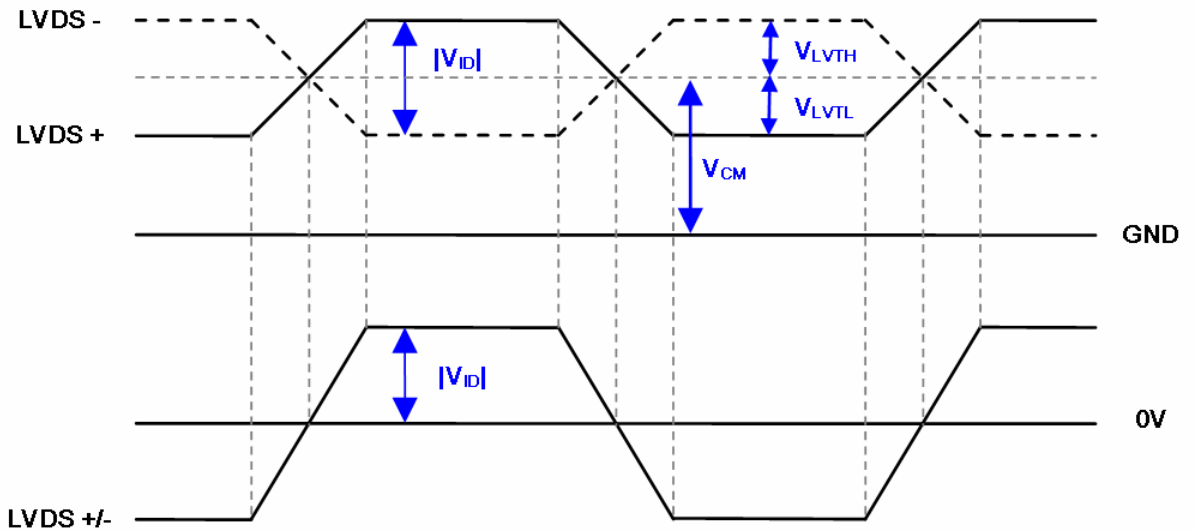 LVDS -
|VID|
VLVTH
LVDS +
VLVTL
VCM
GND
|VID|
0V
LVDS +/-